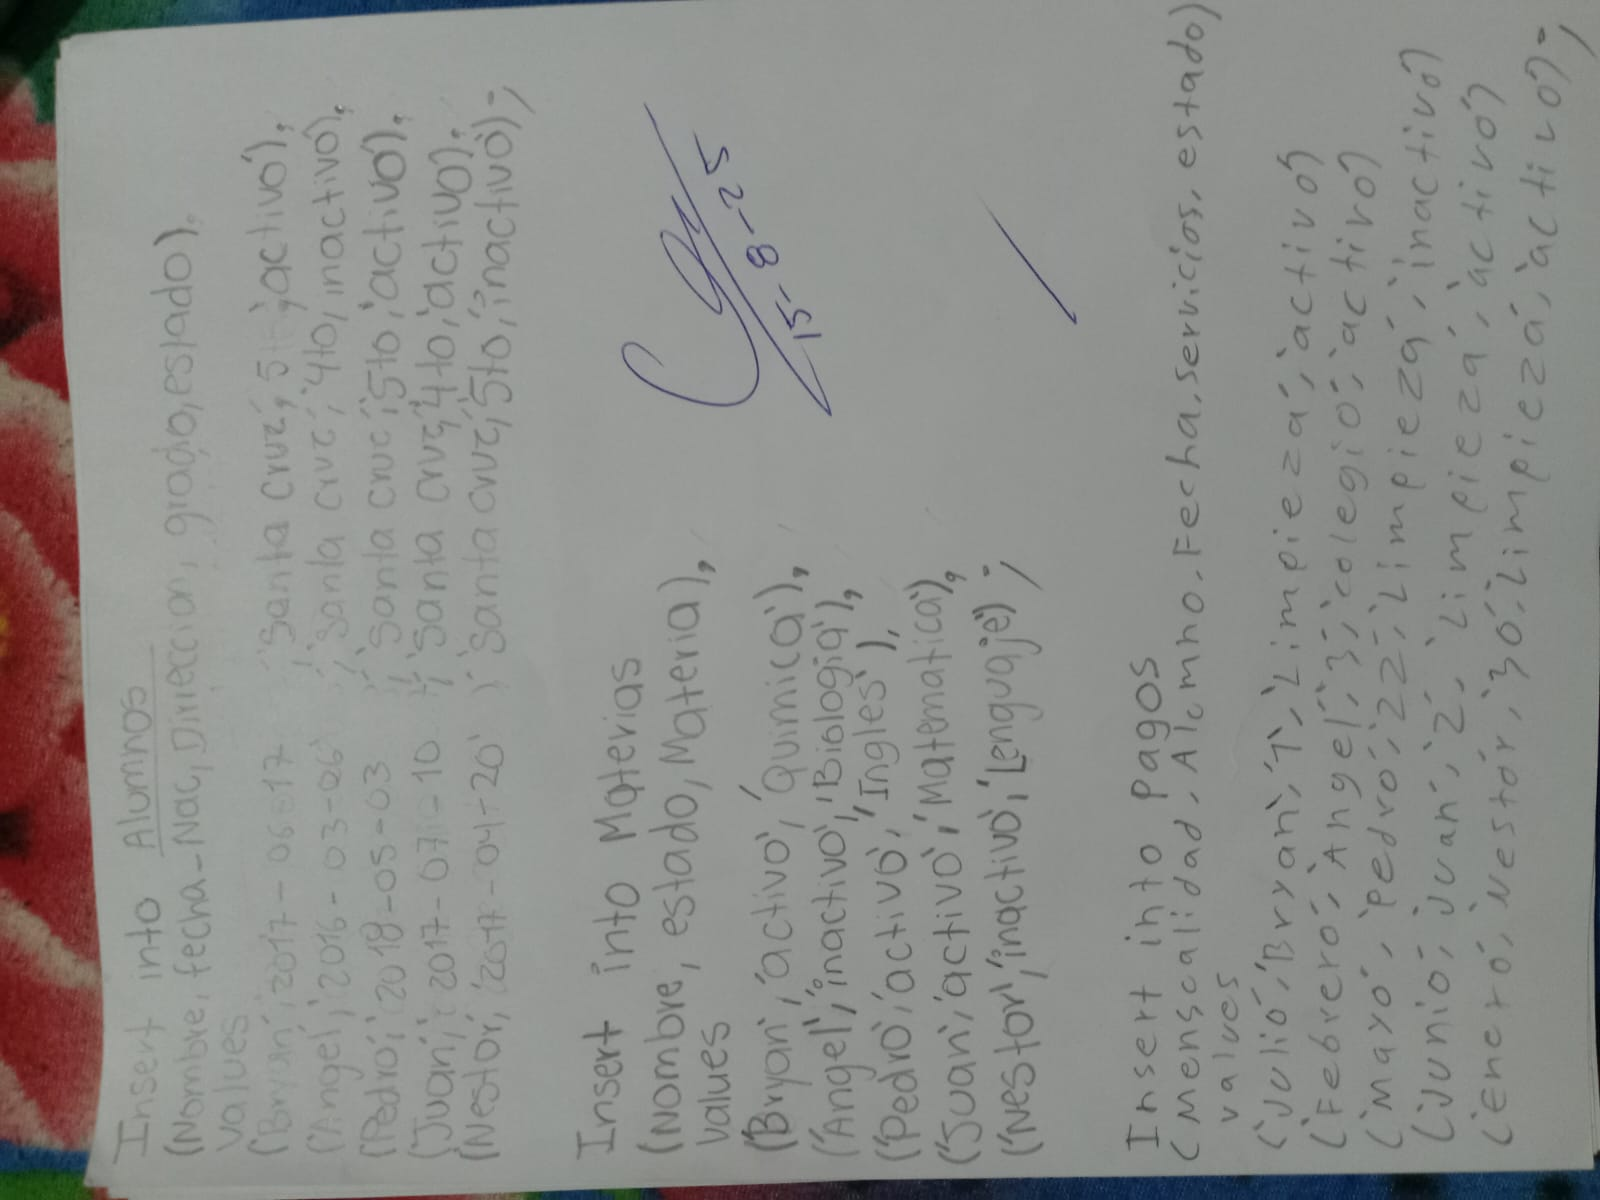 Insert into Alumnos
(Nombre, fecha-Nac, Direccion, grado, estado),
values
('Bryan', '2017-06-17 'Santa cruz', 5to, 'activo'),
('Angel', '2016-03-06' 'Santa cruz', '4to, inactivo),
('Pedro', '2018-05-03 'Santa cruz', '5to', 'activo'),
('Juan', '2017-07-10 'Santa cruz', '4to, 'activo'),
('Nestor', '2017-04-20' 'Santa cruz', '5to, 'inactivo');
Insert into Materias
(Nombre, estado, Materia),
values
('Bryan', 'activo', 'Quimica'),
('Angel', 'inactivo', 'Biologia'),
('Pedro', 'activo', 'Ingles'),
('Juan', 'activo', 'Matematica'),
('Nestor', 'inactivo', 'Lenguaje');
15-8-25
Insert into Pagos
(Menscalidad, Alcmno, Fecha, servicios, estado)
values
('Julio', 'Bryan', '7', 'Limpieza', 'activo')
('Febrero', 'Angel', '3', 'colegio', 'activo')
('Mayo', 'Pedro', '22', 'Limpieza', 'inactivo')
('Junio', 'Juan', '2', 'Limpieza', 'activo')
('enero', 'Nestor', '30', 'Limpieza', 'activo');